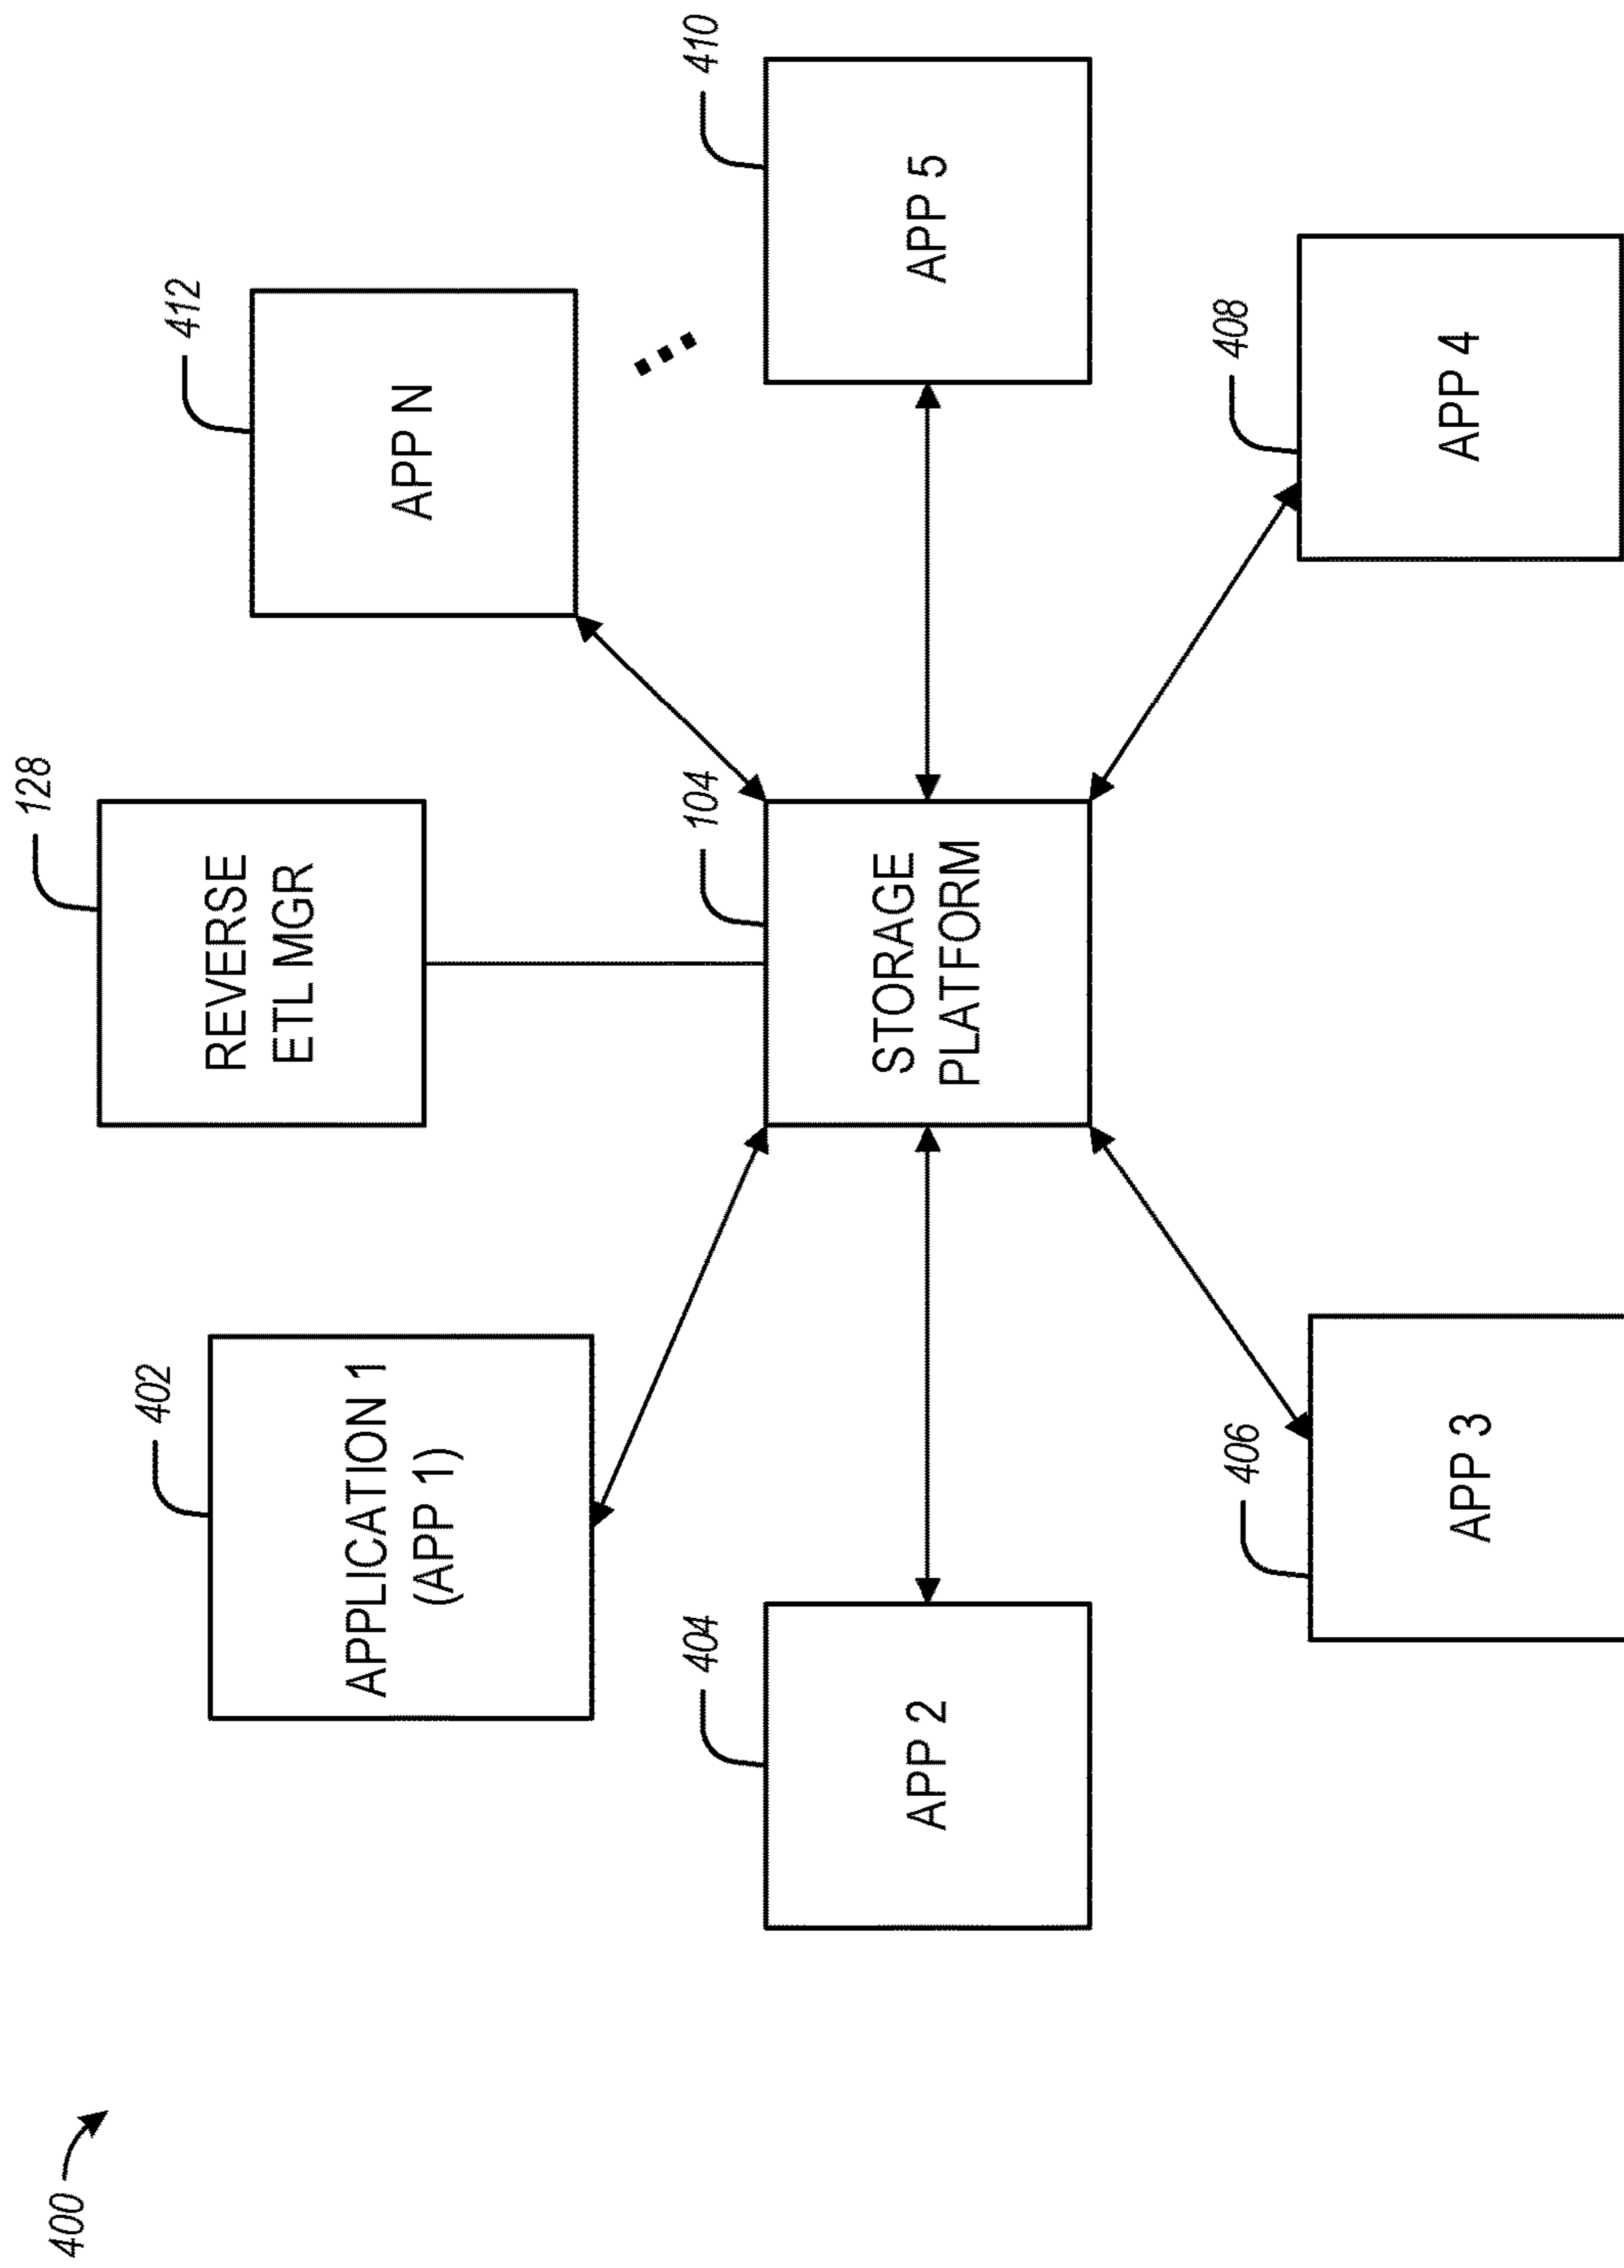 400
128
REVERSE
ETL MGR
402
APPLICATION 1
(APP 1)
412
APP N
404
APP 2
104
STORAGE
PLATFORM
410
APP 5
406
APP 3
408
APP 4